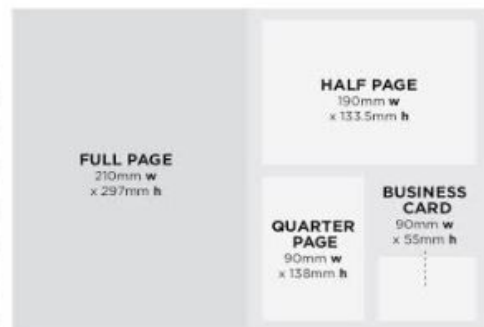 FULL PAGE
210mm w
x 297mm h
HALF PAGE
190mm w
x 133.5mm h
QUARTER
PAGE
90mm w
x 138mm h
BUSINESS
CARD
90mm w
x 55mm h